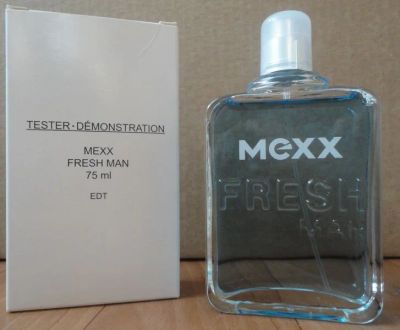 TESTER · DÉMONSTRATION
MEXX
FRESH MAN
75 ml
EDT
Mexx
FRESH
MAN